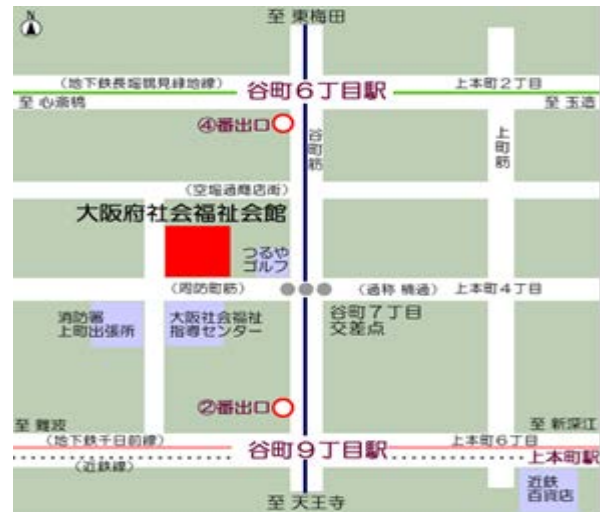 至 東梅田
(地下鉄長堀鶴見緑地線)
谷町6丁目駅
上本町2丁目
至 心斎橋
至 玉造
④番出口
谷町筋
上町筋
(空堀通商店街)
大阪府社会福祉会館
つるや
ゴルフ
(周防町筋)
(通称 楠通)
上本町4丁目
消防署
上町出張所
大阪社会福祉
指導センター
谷町7丁目
交差点
②番出口
至 難波
至 新深江
(地下鉄千日前線)
谷町9丁目駅
上本町6丁目
上本町駅
(近鉄線)
近鉄
百貨店
至 天王寺